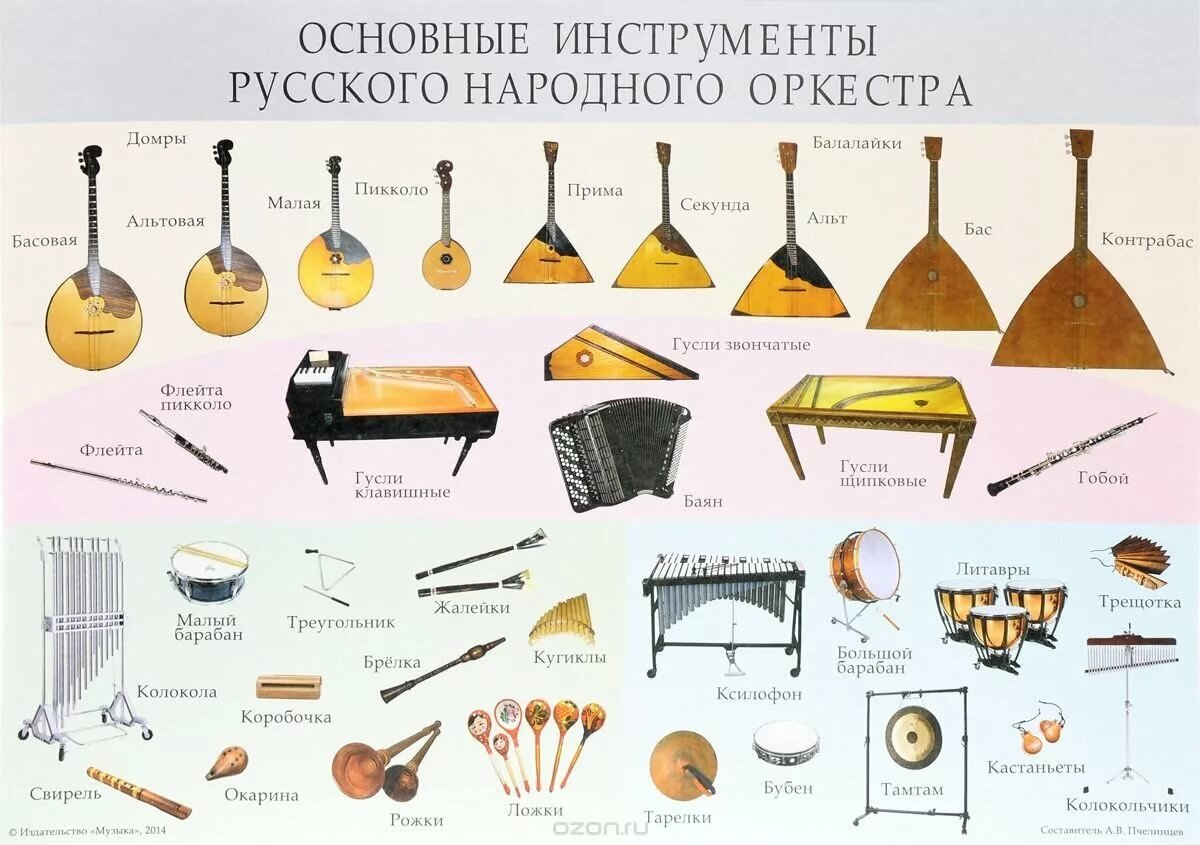 ОСНОВНЫЕ ИНСТРУМЕНТЫ
РУССКОГО НАРОДНОГО ОРКЕСТРА
Домры
Басовая
Альтовая
Малая
Пикколо
Балалайки
Прима
Секунда
Альт
Бас
Контрабас
Гусли звончатые
Флейта
пикколо
Флейта
Гусли
клавишные
Баян
Гусли
щипковые
Гобой
Колокола
Малый
барабан
Треугольник
Жалейки
Кугиклы
Брёлка
Коробочка
Свирель
Окарина
Рожки
Ложки
Ксилофон
Большой
барабан
Литавры
Трещотка
Тарелки
Бубен
Тамтам
Кастаньеты
Колокольчики
© Издательство «Музыка», 2014
ozon.ru
Составитель А.В. Пчелинцев